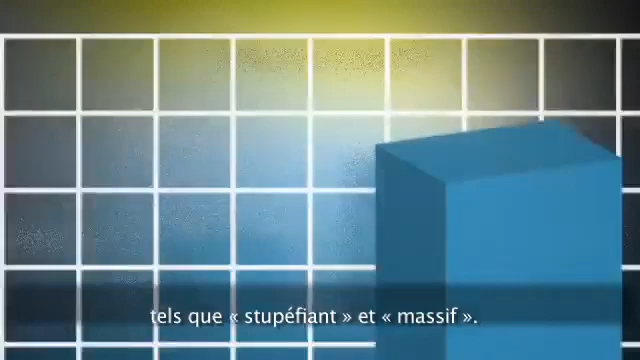 tels que « stupéfiant » et « massif ».